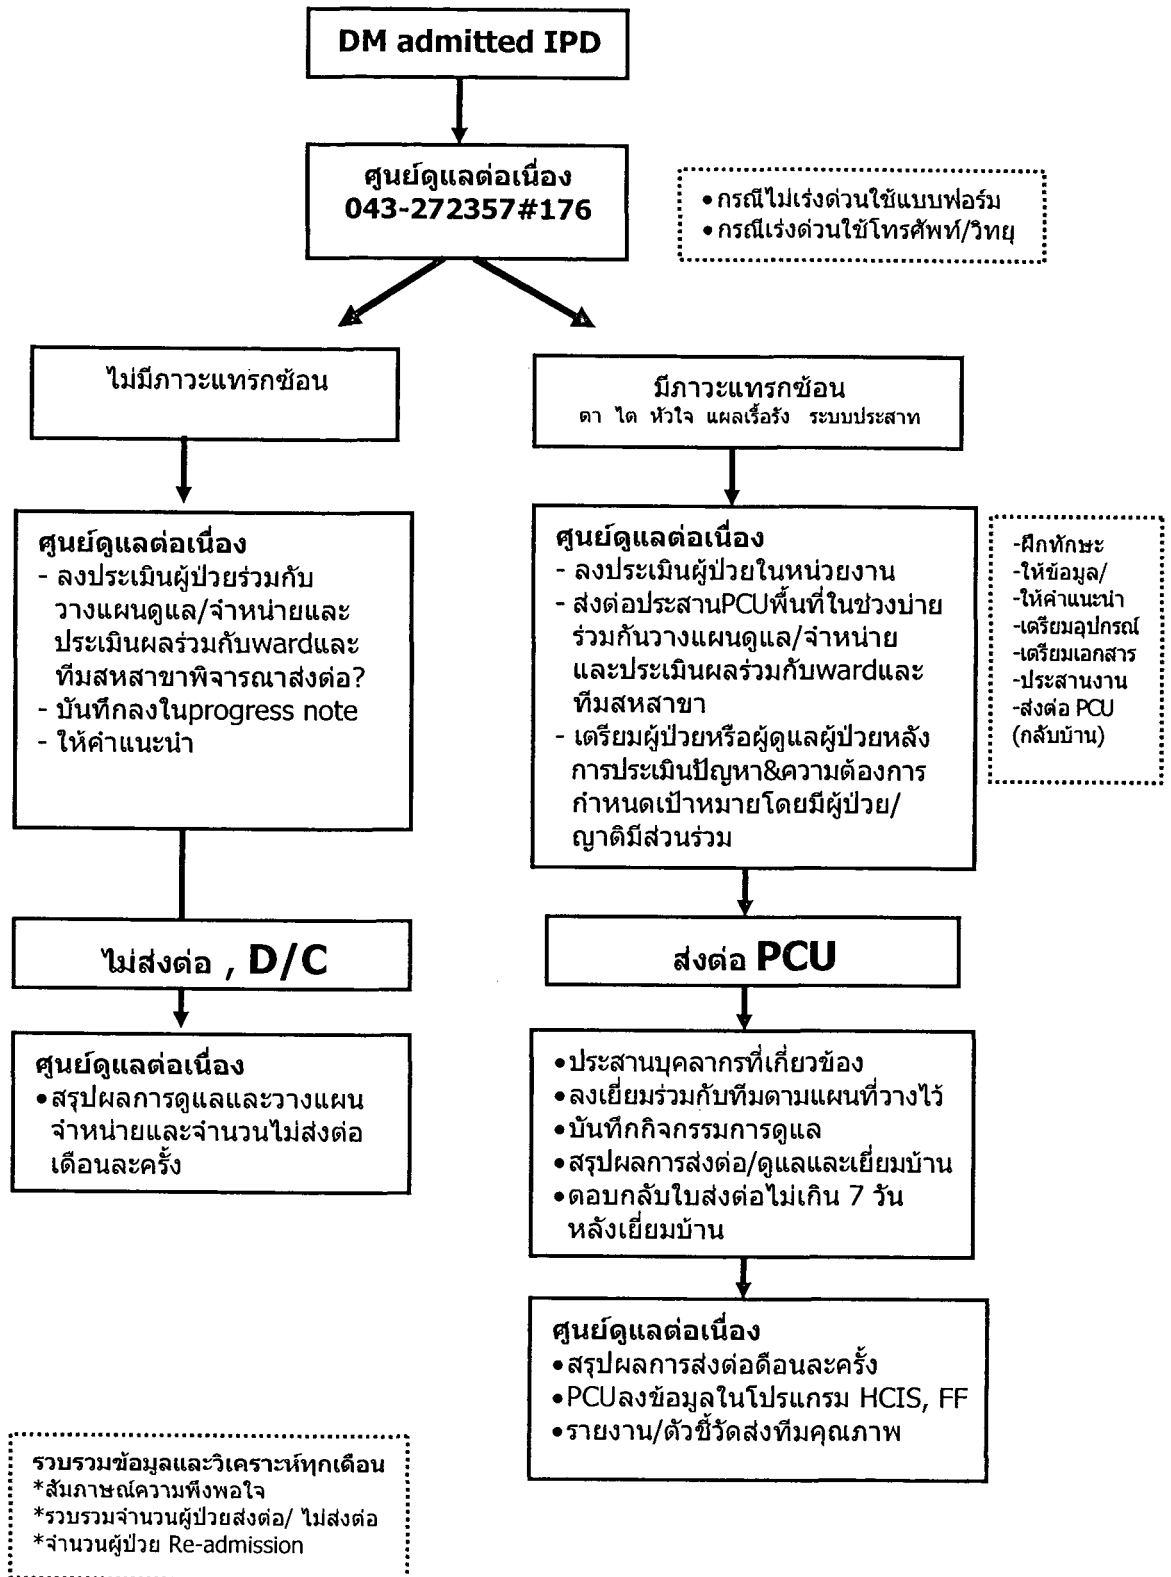 DM admitted IPD
ศูนย์ดูแลต่อเนื่อง
043-272357#176
•กรณีไม่เร่งด่วนใช้แบบฟอร์ม
•กรณีเร่งด่วนใช้โทรศัพท์/วิทยุ
ไม่มีภาวะแทรกซ้อน
มีภาวะแทรกซ้อน
ตา ไต หัวใจ แผลเรื้อรัง ระบบประสาท
ศูนย์ดูแลต่อเนื่อง
- ลงประเมินผู้ป่วยร่วมกับ
วางแผนดูแล/จำหน่ายและ
ประเมินผลร่วมกับwardและ
ทีมสหสาขาพิจารณาส่งต่อ?
- บันทึกลงในprogress note
- ให้คำแนะนำ
ศูนย์ดูแลต่อเนื่อง
- ลงประเมินผู้ป่วยในหน่วยงาน
- ส่งต่อประสานPCUพื้นที่ในช่วงบ่าย
ร่วมกันวางแผนดูแล/จำหน่าย
และประเมินผลร่วมกับwardและ
ทีมสหสาขา
- เตรียมผู้ป่วยหรือผู้ดูแลผู้ป่วยหลัง
การประเมินปัญหา&ความต้องการ
กำหนดเป้าหมายโดยมีผู้ป่วย/
ญาติมีส่วนร่วม
-ฝึกทักษะ
-ให้ข้อมูล/
-ให้คำแนะนำ
-เตรียมอุปกรณ์
-เตรียมเอกสาร
-ประสานงาน
-ส่งต่อ PCU
(กลับบ้าน)
ไม่ส่งต่อ , D/C
ส่งต่อ PCU
ศูนย์ดูแลต่อเนื่อง
•สรุปผลการดูแลและวางแผน
จำหน่ายและจำนวนไม่ส่งต่อ
เดือนละครั้ง
•ประสานบุคลากรที่เกี่ยวข้อง
•ลงเยี่ยมร่วมกับทีมตามแผนที่วางไว้
•บันทึกกิจกรรมการดูแล
•สรุปผลการส่งต่อ/ดูแลและเยี่ยมบ้าน
•ตอบกลับใบส่งต่อไม่เกิน 7 วัน
หลังเยี่ยมบ้าน
ศูนย์ดูแลต่อเนื่อง
•สรุปผลการส่งต่อดือนละครั้ง
•PCUลงข้อมูลในโปรแกรม HCIS, FF
•รายงาน/ตัวชี้วัดส่งทีมคุณภาพ
รวบรวมข้อมูลและวิเคราะห์ทุกเดือน
*สัมภาษณ์ความพึงพอใจ
*รวบรวมจำนวนผู้ป่วยส่งต่อ/ ไม่ส่งต่อ
*จำนวนผู้ป่วย Re-admission